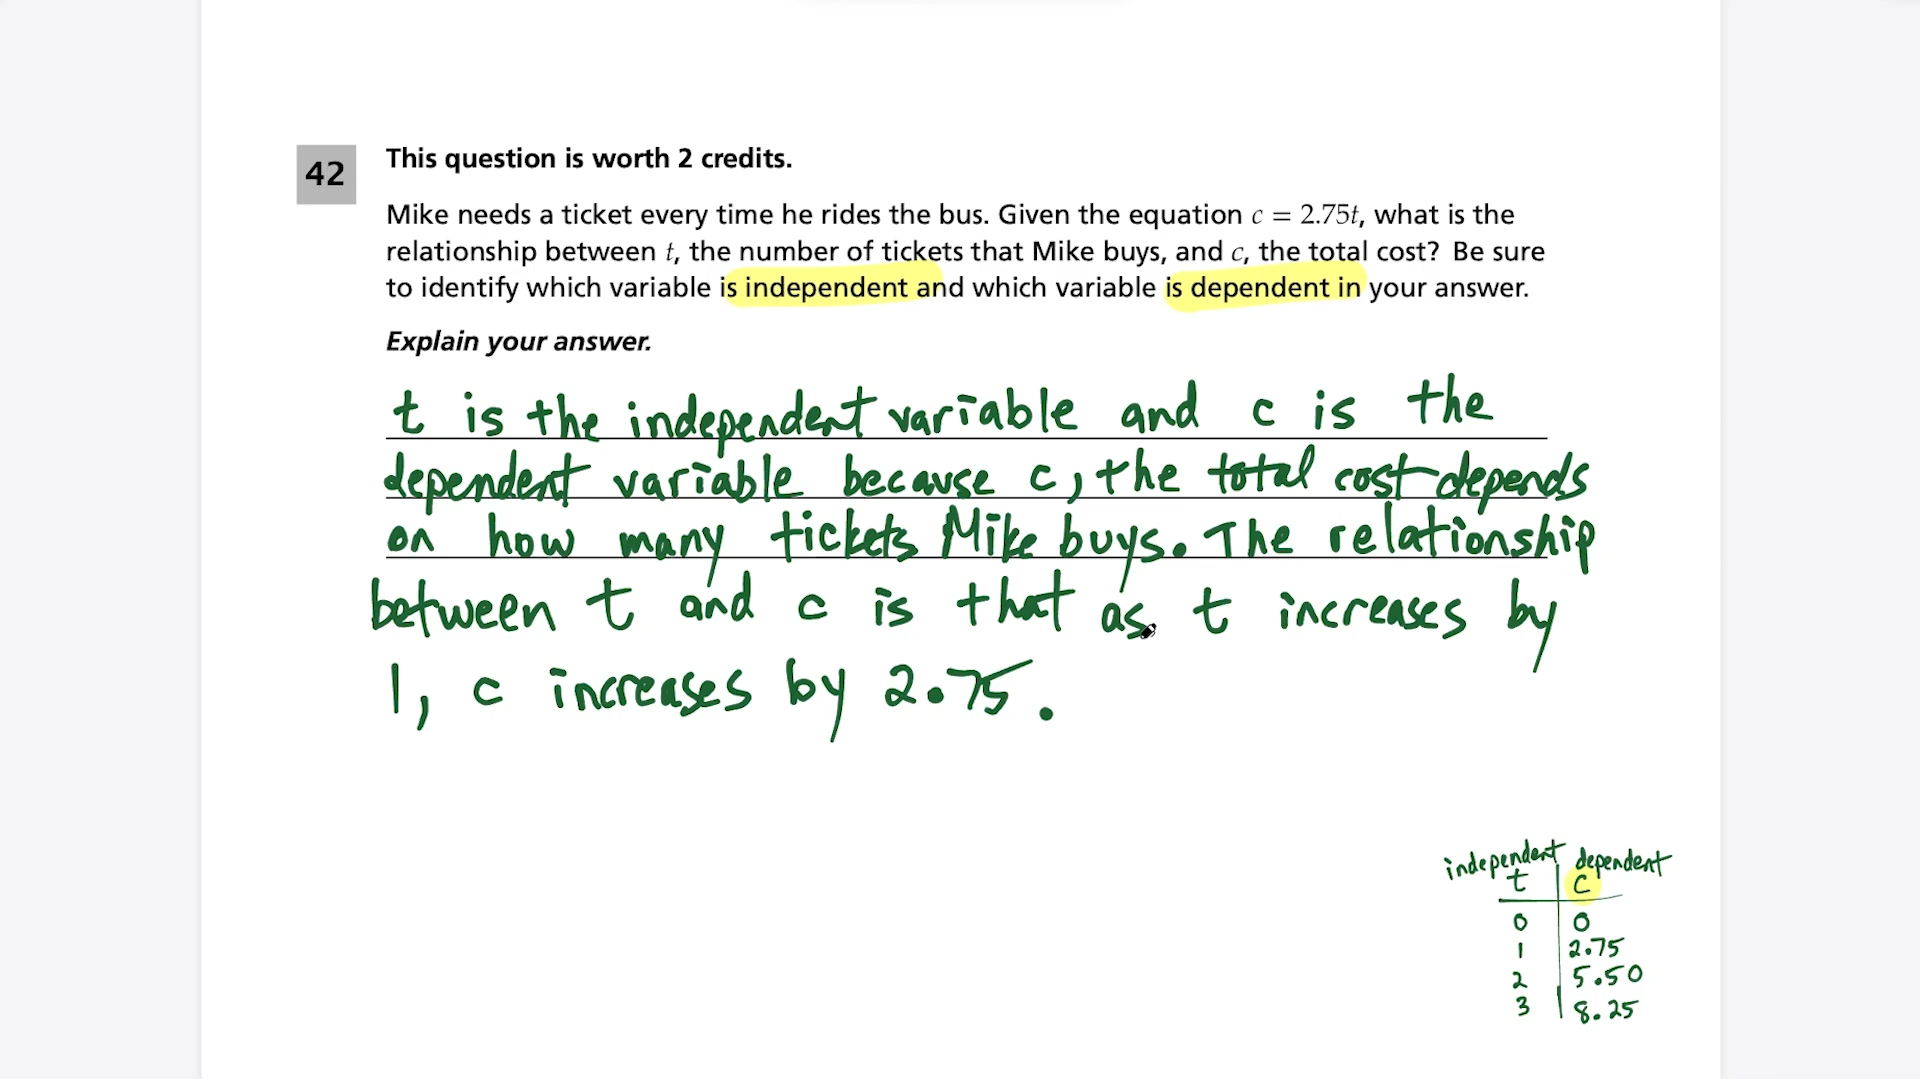 42
This question is worth 2 credits.
Mike needs a ticket every time he rides the bus. Given the equation c = 2.75t, what is the
relationship between t, the number of tickets that Mike buys, and c, the total cost? Be sure
to identify which variable is independent and which variable is dependent in your answer.
Explain your answer.
t is the independent variable and c is the
dependent variable because c, the total cost depends
on how many tickets Mike buys. The relationship
between t and c is that as t increases by
1, c increases by 2.75.
independent dependent
t c
0 0
1 2.75
2 5.50
3 8.25